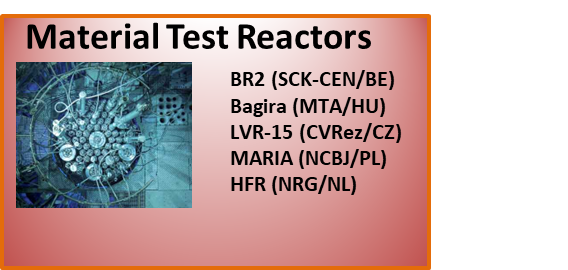 Material Test Reactors
BR2 (SCK-CEN/BE)
Bagira (MTA/HU)
LVR-15 (CVRez/CZ)
MARIA (NCBJ/PL)
HFR (NRG/NL)